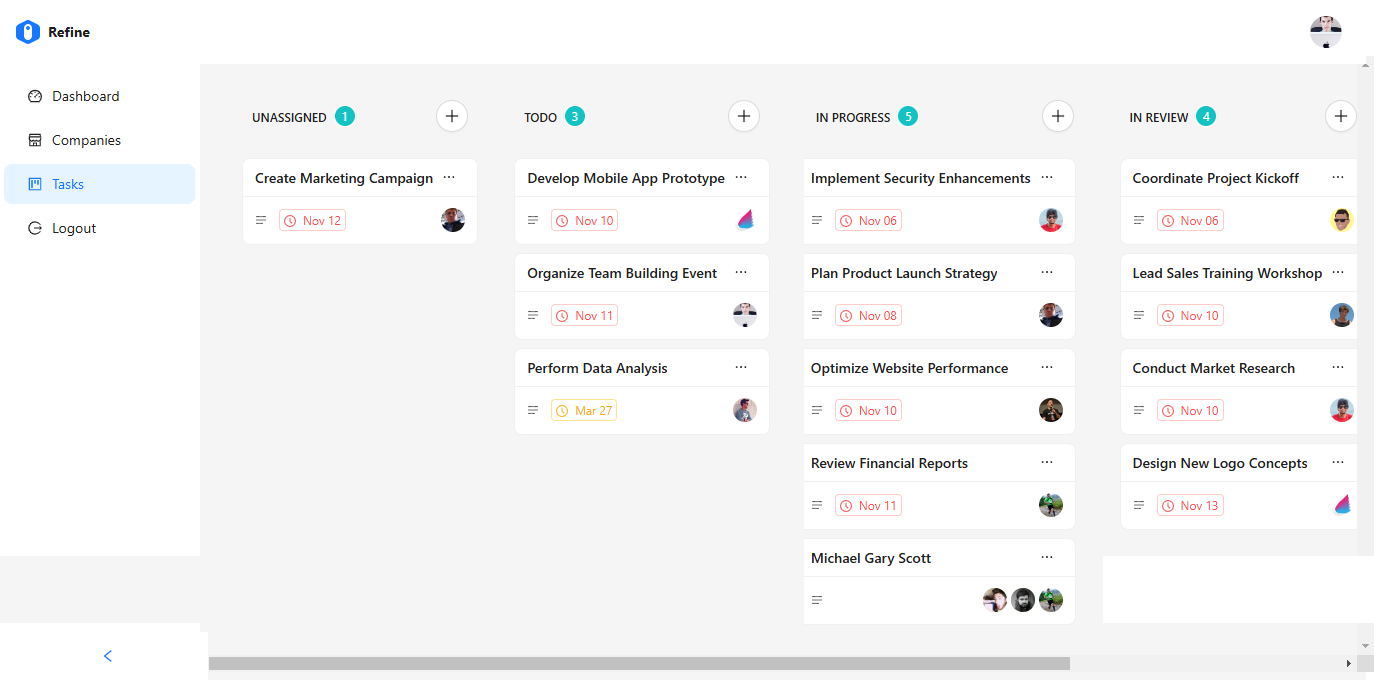 Refine
Dashboard
Companies
Tasks
Logout
UNASSIGNED 1
Create Marketing Campaign
Nov 12
TODO 3
Develop Mobile App Prototype
Nov 10
Organize Team Building Event
Nov 11
Perform Data Analysis
Mar 27
IN PROGRESS 5
Implement Security Enhancements
Nov 06
Plan Product Launch Strategy
Nov 08
Optimize Website Performance
Nov 10
Review Financial Reports
Nov 11
Michael Gary Scott
IN REVIEW 4
Coordinate Project Kickoff
Nov 06
Lead Sales Training Workshop
Nov 10
Conduct Market Research
Nov 10
Design New Logo Concepts
Nov 13